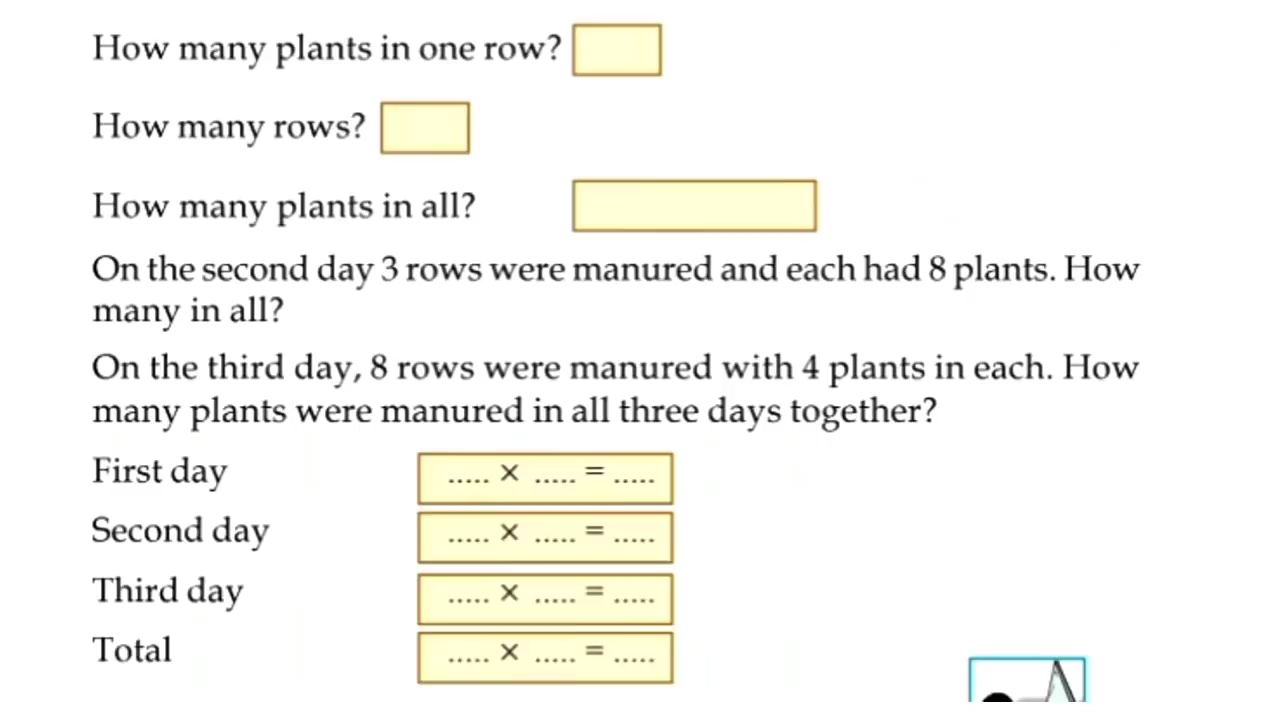 How many plants in one row?
How many rows?
How many plants in all?
On the second day 3 rows were manured and each had 8 plants. How
many in all?
On the third day, 8 rows were manured with 4 plants in each. How
many plants were manured in all three days together?
First day ..... × ..... = .....
Second day ..... × ..... = .....
Third day ..... × ..... = .....
Total ..... × ..... = .....